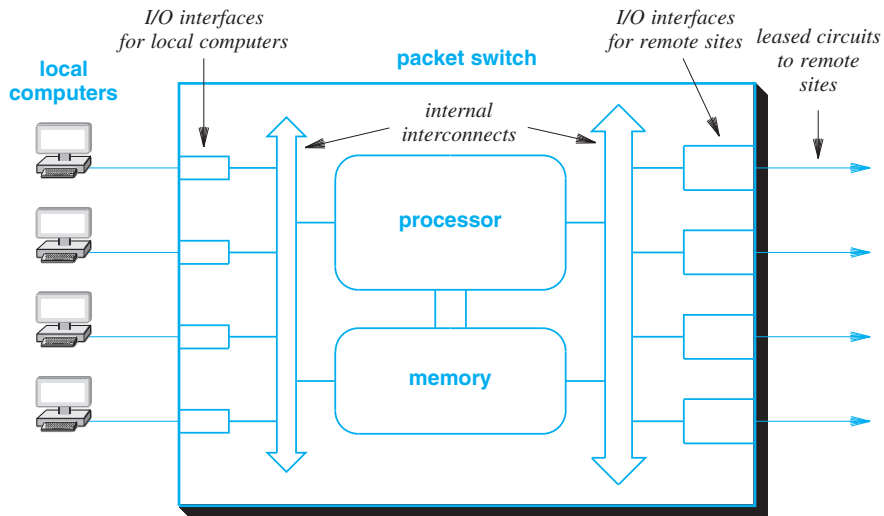 I/O interfaces
for local computers
I/O interfaces
for remote sites
leased circuits
to remote
sites
local
computers
packet switch
internal
interconnects
processor
memory